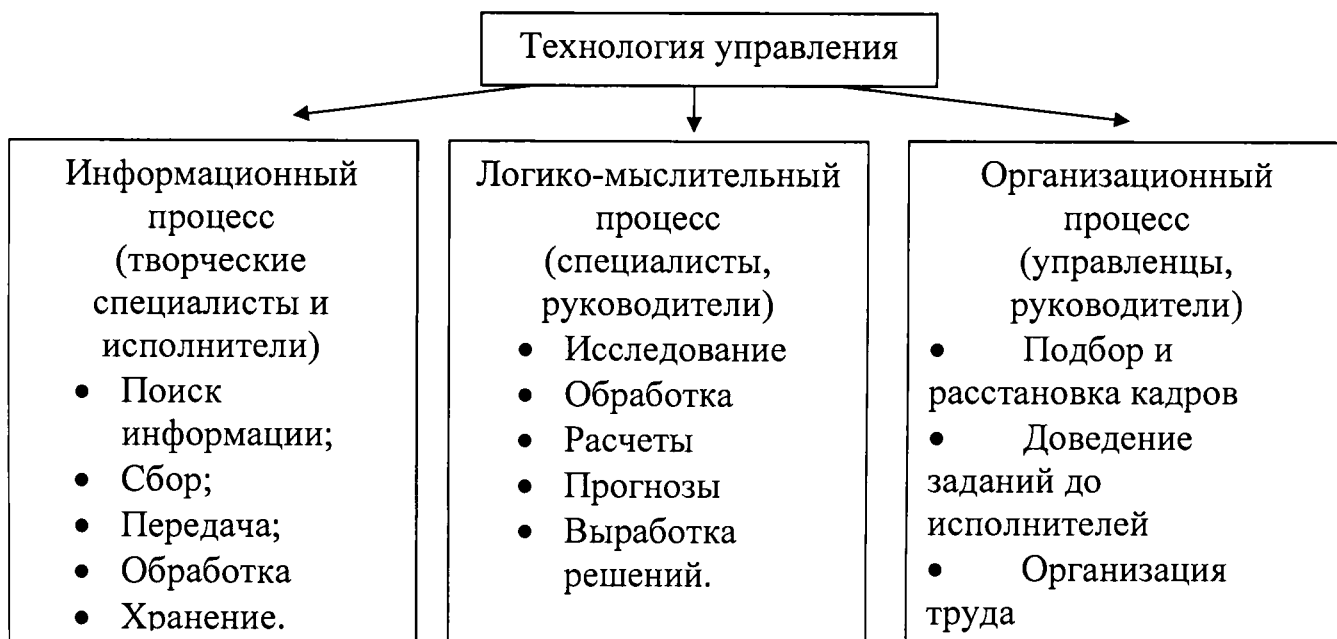 Технология управления
Информационный
процесс
(творческие
специалисты и
исполнители)
• Поиск
информации;
• Сбор;
• Передача;
• Обработка
• Хранение.
Логико-мыслительный
процесс
(специалисты,
руководители)
• Исследование
• Обработка
• Расчеты
• Прогнозы
• Выработка
решений.
Организационный
процесс
(управленцы,
руководители)
• Подбор и
расстановка кадров
• Доведение
заданий до
исполнителей
• Организация
труда